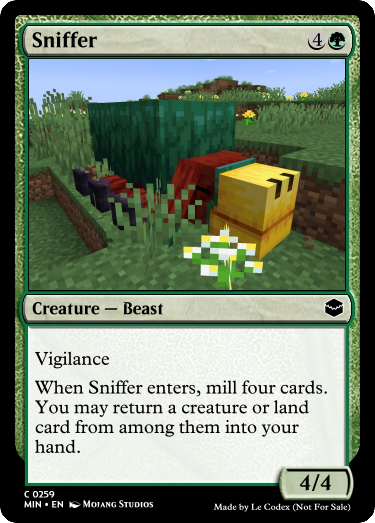 Sniffer 4
Creature — Beast
Vigilance
When Sniffer enters, mill four cards.
You may return a creature or land
card from among them into your
hand.
4/4
C 0259
MIN • EN Mojang Studios
Made by Le Codex (Not For Sale)